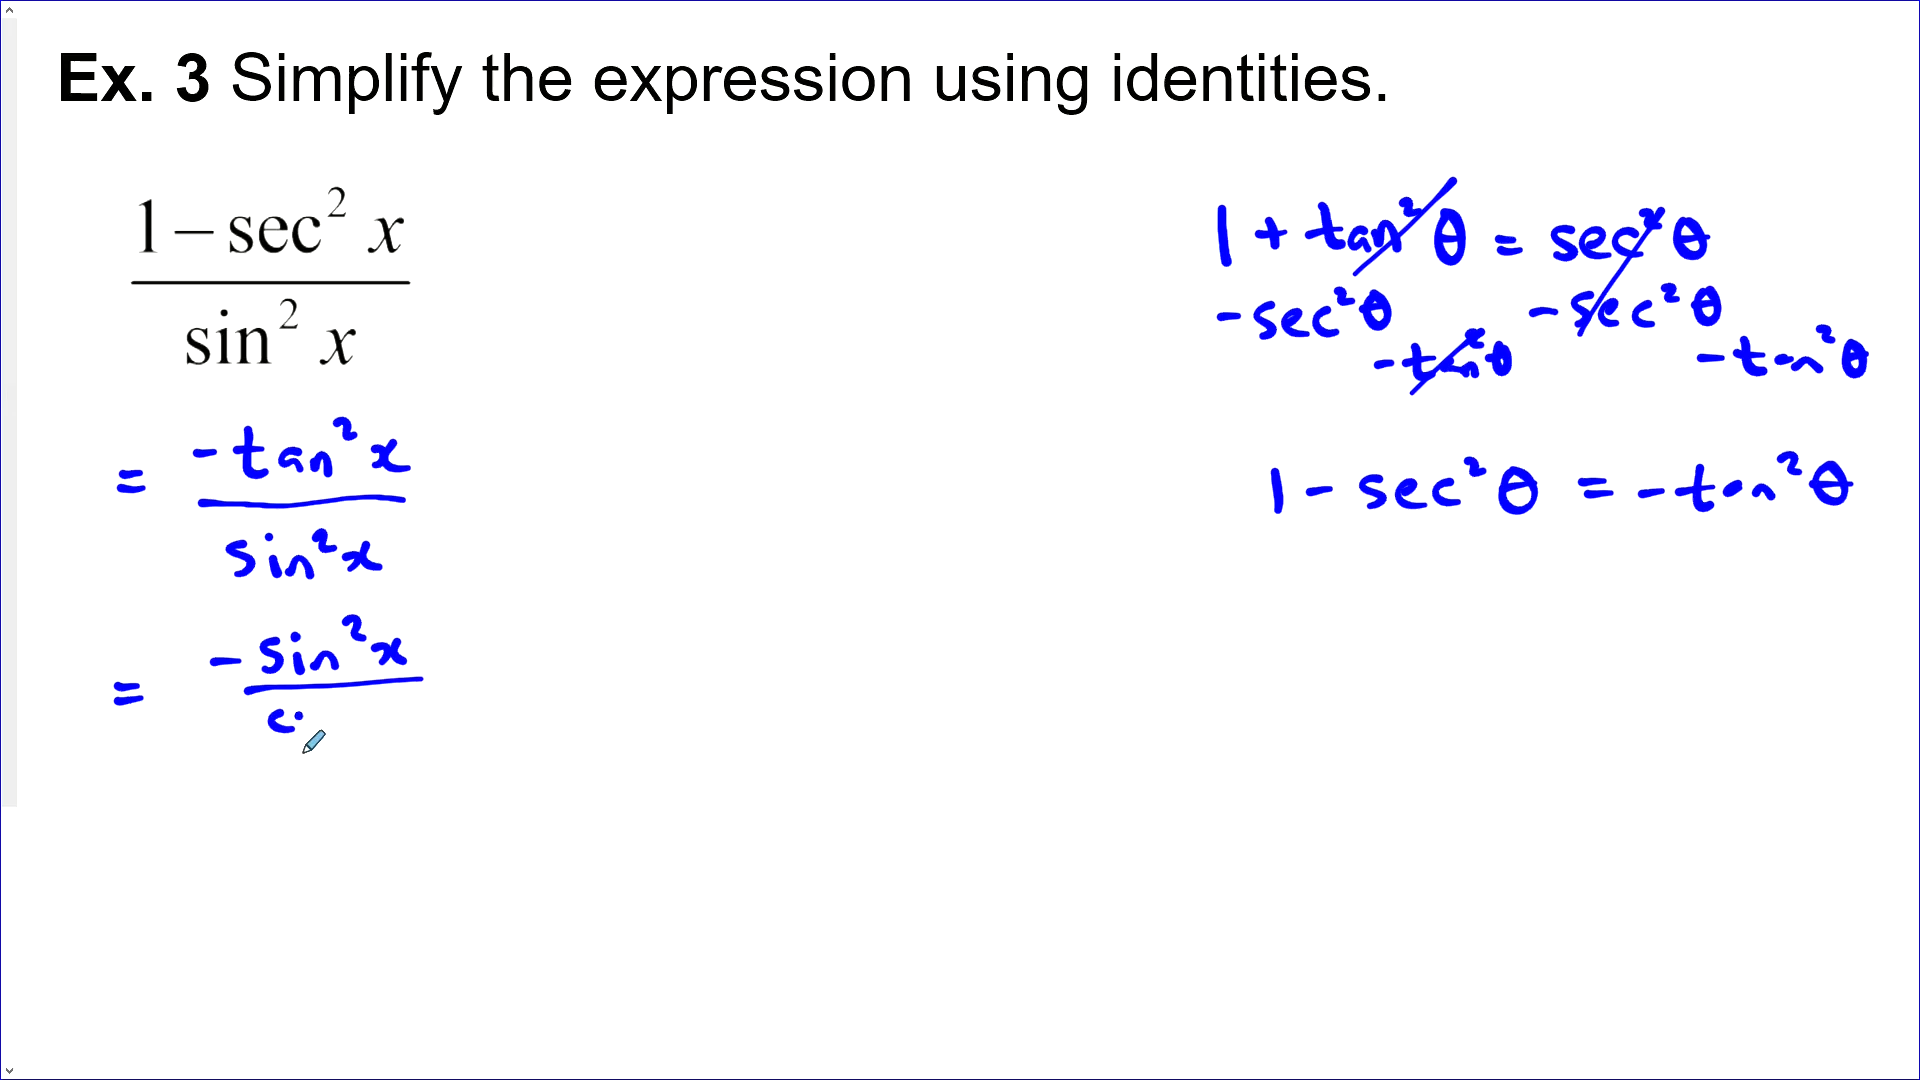 Ex. 3 Simplify the expression using identities.
1 − sec² x
sin² x
= -tan²x
sin²x
= -sin²x
c
1 + tan²θ = sec²θ
-sec²θ -sec²θ
-tan²θ -tan²θ
1 - sec²θ = -tan²θ